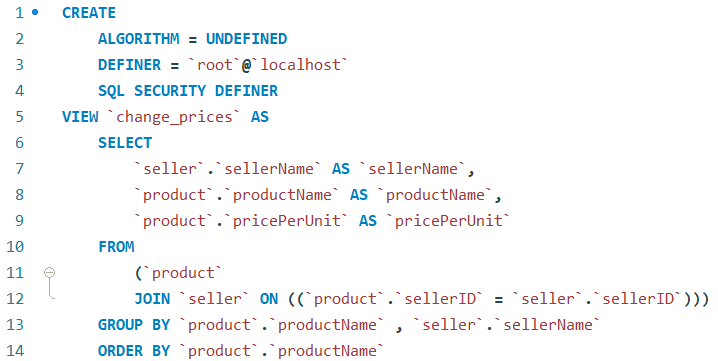 1 CREATE
2 ALGORITHM = UNDEFINED
3 DEFINER = `root`@`localhost`
4 SQL SECURITY DEFINER
5 VIEW `change_prices` AS
6 SELECT
7 `seller`.`sellerName` AS `sellerName`,
8 `product`.`productName` AS `productName`,
9 `product`.`pricePerUnit` AS `pricePerUnit`
10 FROM
11 (`product`
12 JOIN `seller` ON ((`product`.`sellerID` = `seller`.`sellerID`)))
13 GROUP BY `product`.`productName` , `seller`.`sellerName`
14 ORDER BY `product`.`productName`